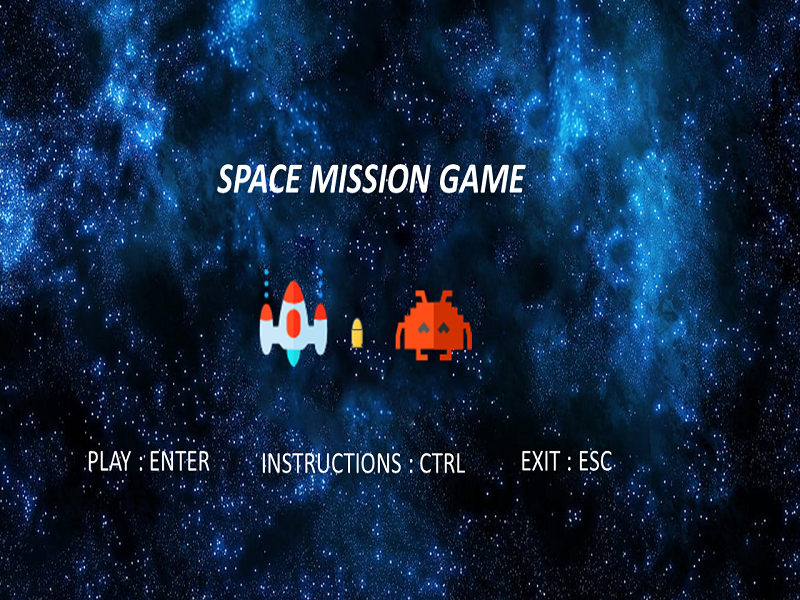 SPACE MISSION GAME
PLAY : ENTER
INSTRUCTIONS : CTRL
EXIT : ESC